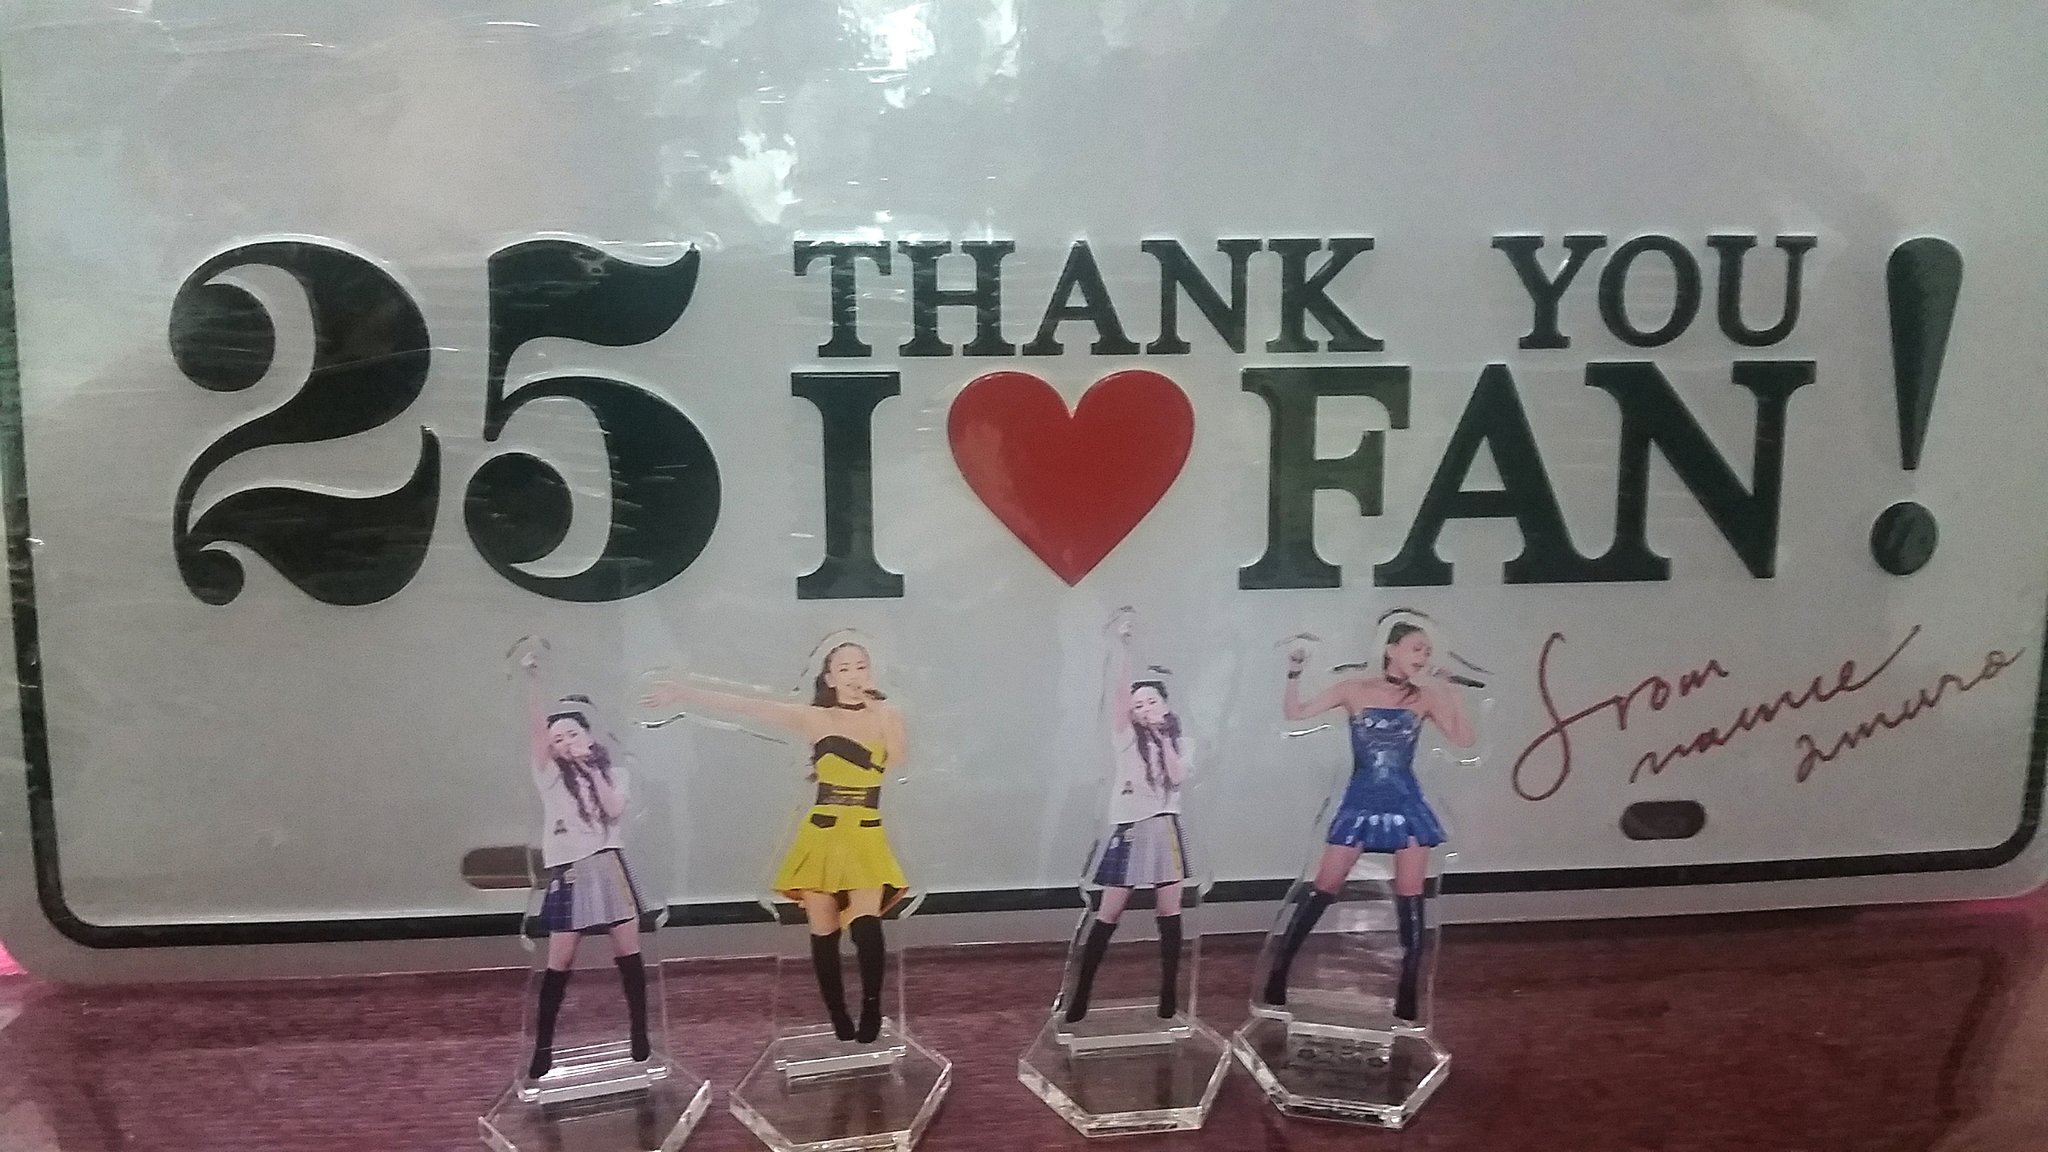 25 THANK YOU
I ♥ FAN!
From
namie
amuro